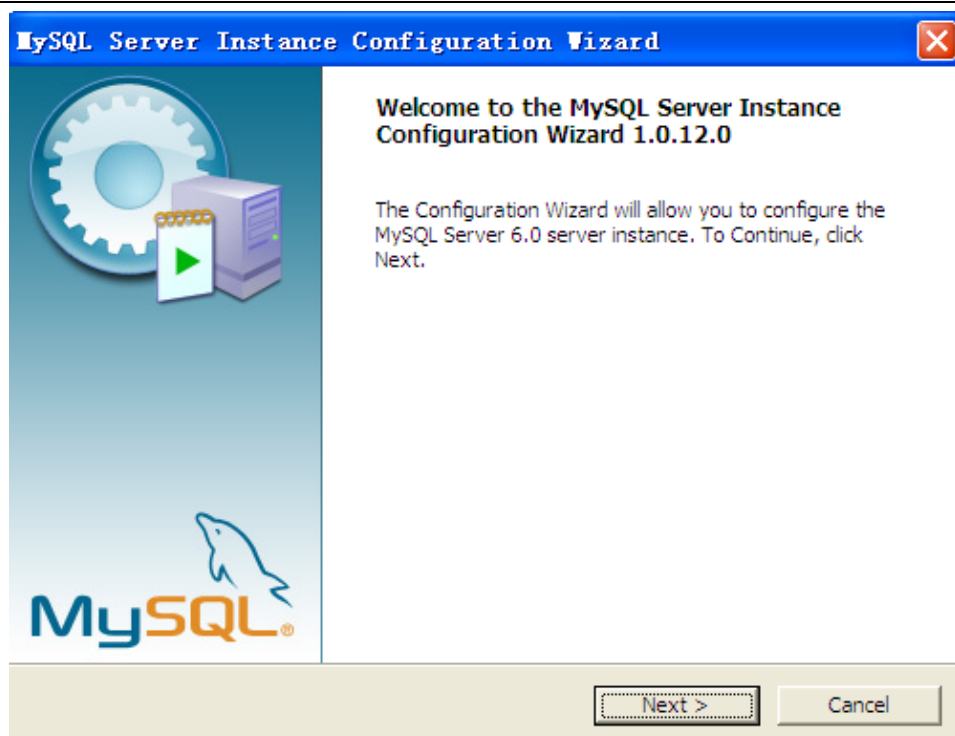 MySQL Server Instance Configuration Wizard
Welcome to the MySQL Server Instance
Configuration Wizard 1.0.12.0
The Configuration Wizard will allow you to configure the
MySQL Server 6.0 server instance. To Continue, click
Next.
MySQL®
Next >
Cancel